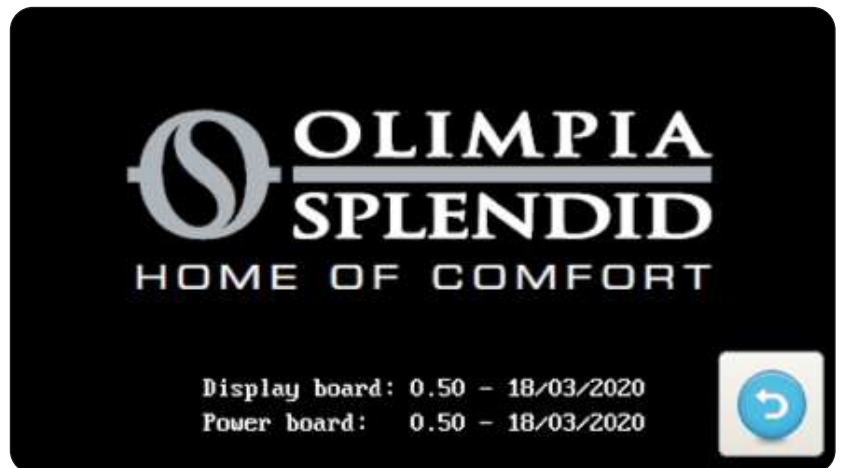 OLIMPIA
SPLENDID
HOME OF COMFORT
Display board: 0.50 - 18/03/2020
Power board: 0.50 - 18/03/2020